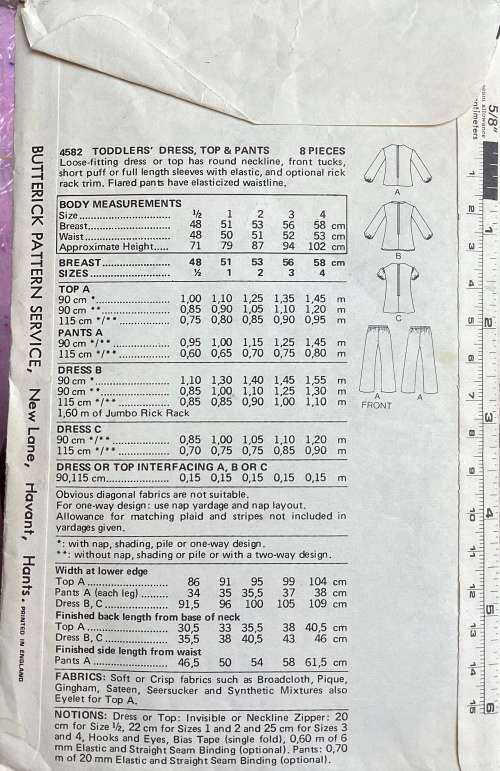 4582 TODDLERS' DRESS, TOP & PANTS 8 PIECES
Loose-fitting dress or top has round neckline, front tucks,
short puff or full length sleeves with elastic, and optional rick
rack trim. Flared pants have elasticized waistline.
BODY MEASUREMENTS
Size ½ 1 2 3 4
Breast 48 51 53 56 58 cm
Waist 48 50 51 52 53 cm
Approximate Height 71 79 87 94 102 cm
BREAST 48 51 53 56 58 cm
SIZES ½ 1 2 3 4
TOP A
90 cm * 1,00 1,10 1,25 1,35 1,45 m
90 cm ** 0,85 0,90 1,05 1,10 1,20 m
115 cm */** 0,75 0,80 0,85 0,90 0,95 m
PANTS A
90 cm */** 0,95 1,00 1,15 1,25 1,45 m
115 cm */** 0,60 0,65 0,70 0,75 0,80 m
DRESS B
90 cm * 1,10 1,30 1,40 1,45 1,55 m
90 cm ** 0,85 1,00 1,10 1,25 1,30 m
115 cm */** 0,85 0,85 0,90 1,00 1,10 m
1,60 m of Jumbo Rick Rack
DRESS C
90 cm */** 0,85 1,00 1,05 1,10 1,20 m
115 cm */** 0,70 0,75 0,75 0,85 0,90 m
DRESS OR TOP INTERFACING A, B OR C
90,115 cm 0,15 0,15 0,15 0,15 0,15 m
Obvious diagonal fabrics are not suitable.
For one-way design: use nap yardage and nap layout.
Allowance for matching plaid and stripes not included in
yardages given.
*: with nap, shading, pile or one-way design.
**: without nap, shading or pile or with a two-way design.
Width at lower edge
Top A 86 91 95 99 104 cm
Pants A (each leg) 34 35 35,5 37 38 cm
Dress B, C 91,5 96 100 105 109 cm
Finished back length from base of neck
Top A 30,5 33 35,5 38 40,5 cm
Dress B, C 35,5 38 40,5 43 46 cm
Finished side length from waist
Pants A 46,5 50 54 58 61,5 cm
FABRICS: Soft or Crisp fabrics such as Broadcloth, Pique,
Gingham, Sateen, Seersucker and Synthetic Mixtures also
Eyelet for Top A.
NOTIONS: Dress or Top: Invisible or Neckline Zipper: 20
cm for Size ½, 22 cm for Sizes 1 and 2 and 25 cm for Sizes 3
and 4, Hooks and Eyes, Bias Tape (single fold), 0,60 m of 6
mm Elastic and Straight Seam Binding (optional). Pants: 0,70
m of 20 mm Elastic and Straight Seam Binding (optional).
A
B
C
A A
FRONT
BUTTERICK PATTERN SERVICE, New Lane, Havant, Hants. PRINTED IN ENGLAND
5/8"
seam allowance
centimeters
1 2 3 4 5 6 7 8 9 10 11 12 13 14 15
1 2 3 4 5 6